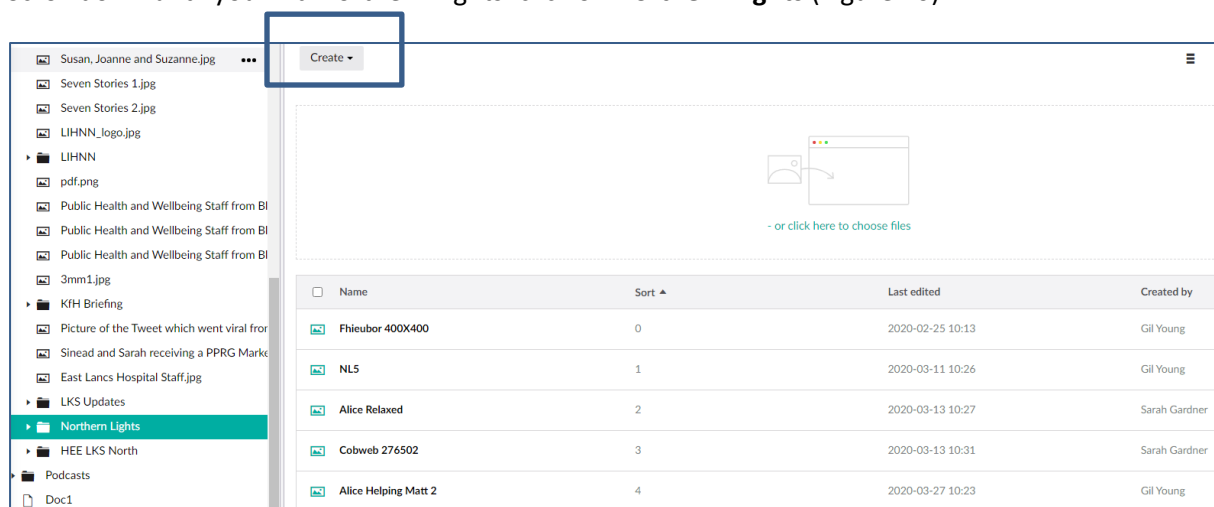 Susan, Joanne and Suzanne.jpg
Seven Stories 1.jpg
Seven Stories 2.jpg
LIHNN_logo.jpg
LIHNN
pdf.png
Public Health and Wellbeing Staff from Bl
Public Health and Wellbeing Staff from Bl
Public Health and Wellbeing Staff from Bl
3mm1.jpg
KfH Briefing
Picture of the Tweet which went viral fror
Sinead and Sarah receiving a PPRG Marke
East Lancs Hospital Staff.jpg
LKS Updates
Northern Lights
HEE LKS North
Podcasts
Doc1
Create
- or click here to choose files
Name Sort Last edited Created by
Fhieubor 400X400 0 2020-02-25 10:13 Gil Young
NL5 1 2020-03-11 10:26 Gil Young
Alice Relaxed 2 2020-03-13 10:27 Sarah Gardner
Cobweb 276502 3 2020-03-13 10:31 Sarah Gardner
Alice Helping Matt 2 4 2020-03-27 10:23 Gil Young